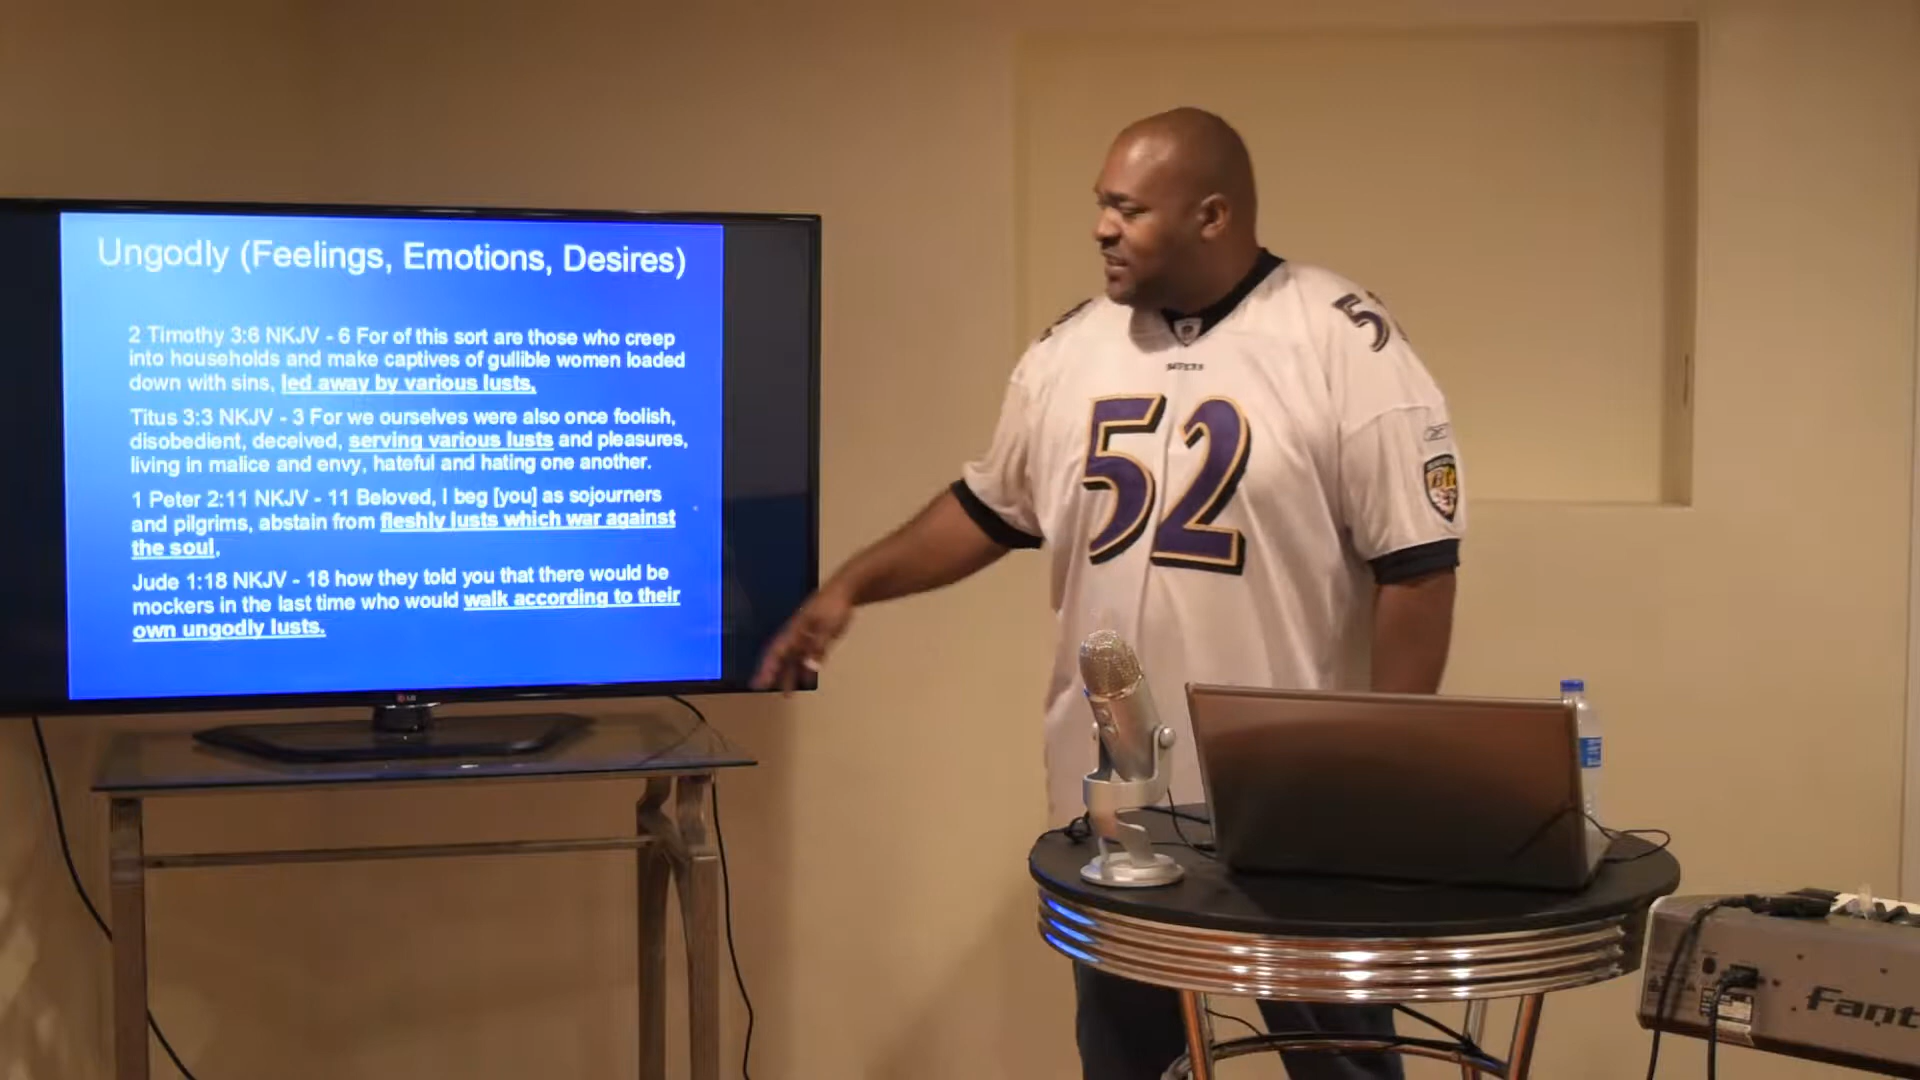 Ungodly (Feelings, Emotions, Desires)
2 Timothy 3:6 NKJV - 6 For of this sort are those who creep
into households and make captives of gullible women loaded
down with sins, led away by various lusts,
Titus 3:3 NKJV - 3 For we ourselves were also once foolish,
disobedient, deceived, serving various lusts and pleasures,
living in malice and envy, hateful and hating one another.
1 Peter 2:11 NKJV - 11 Beloved, I beg [you] as sojourners
and pilgrims, abstain from fleshly lusts which war against
the soul,
Jude 1:18 NKJV - 18 how they told you that there would be
mockers in the last time who would walk according to their
own ungodly lusts.
LG
52
RAVENS
52
Fant